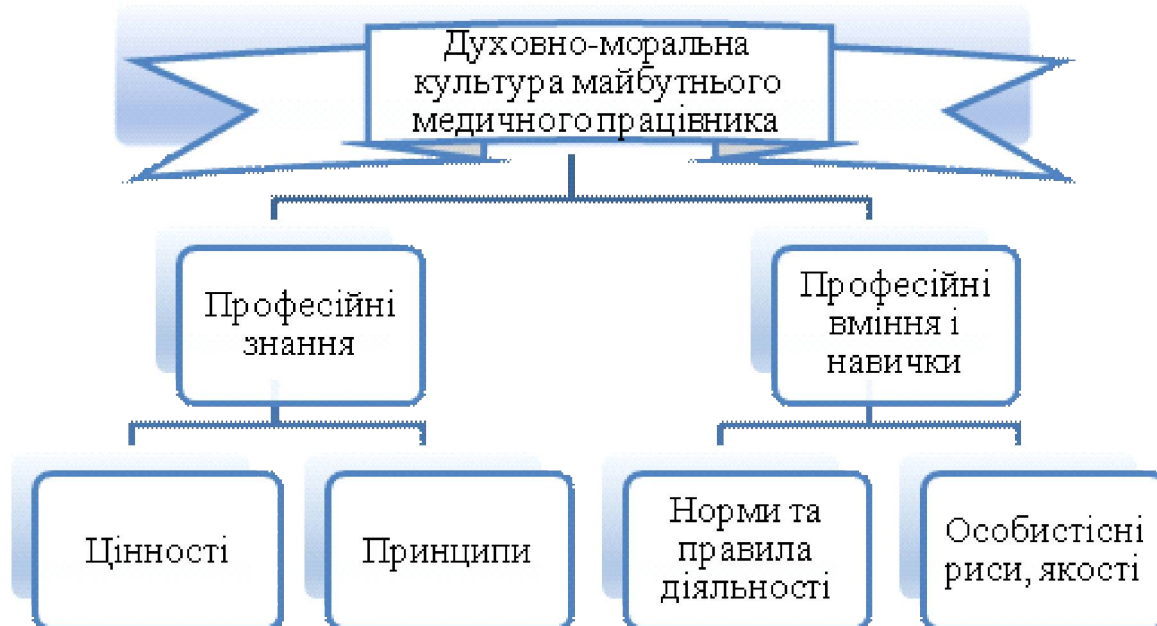 Духовно-моральна
культура майбутнього
медичного працівника
Професійні
знання
Професійні
вміння і
навички
Цінності
Принципи
Норми та
правила
діяльності
Особистісні
риси, якості